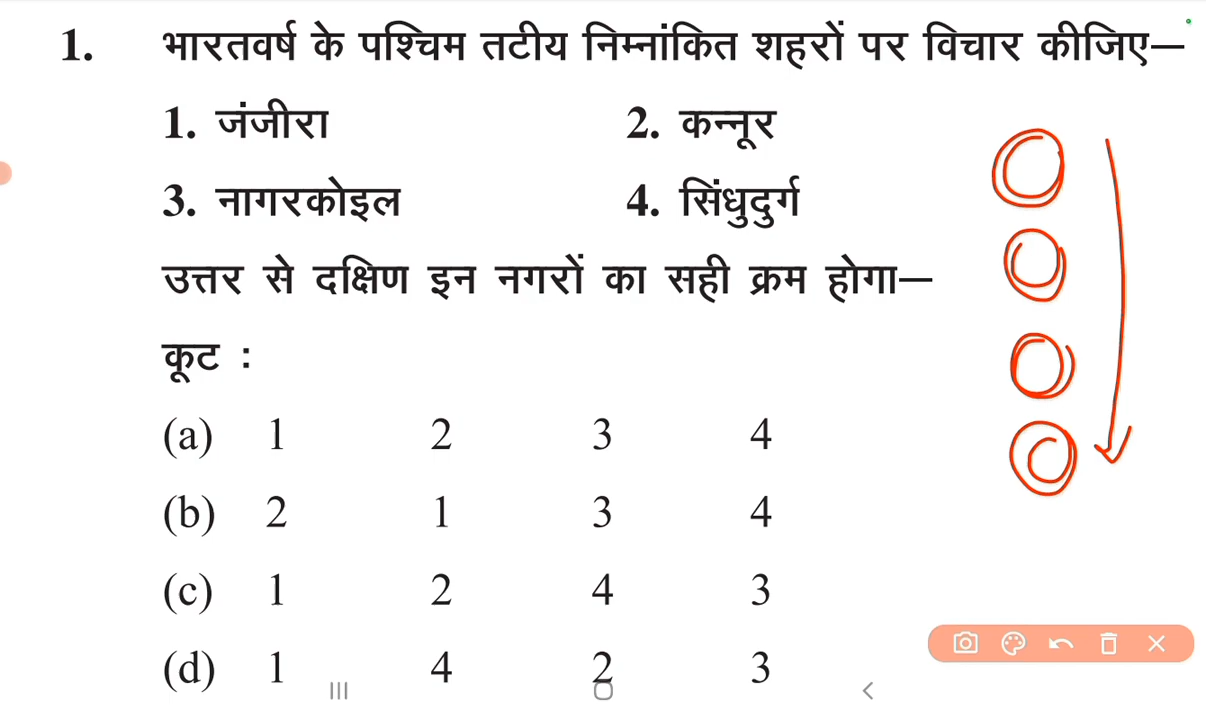 1. भारतवर्ष के पश्चिम तटीय निम्नांकित शहरों पर विचार कीजिए—
1. जंजीरा 2. कन्नूर
3. नागरकोइल 4. सिंधुदुर्ग
उत्तर से दक्षिण इन नगरों का सही क्रम होगा—
कूट :
(a) 1 2 3 4
(b) 2 1 3 4
(c) 1 2 4 3
(d) 1 4 2 3